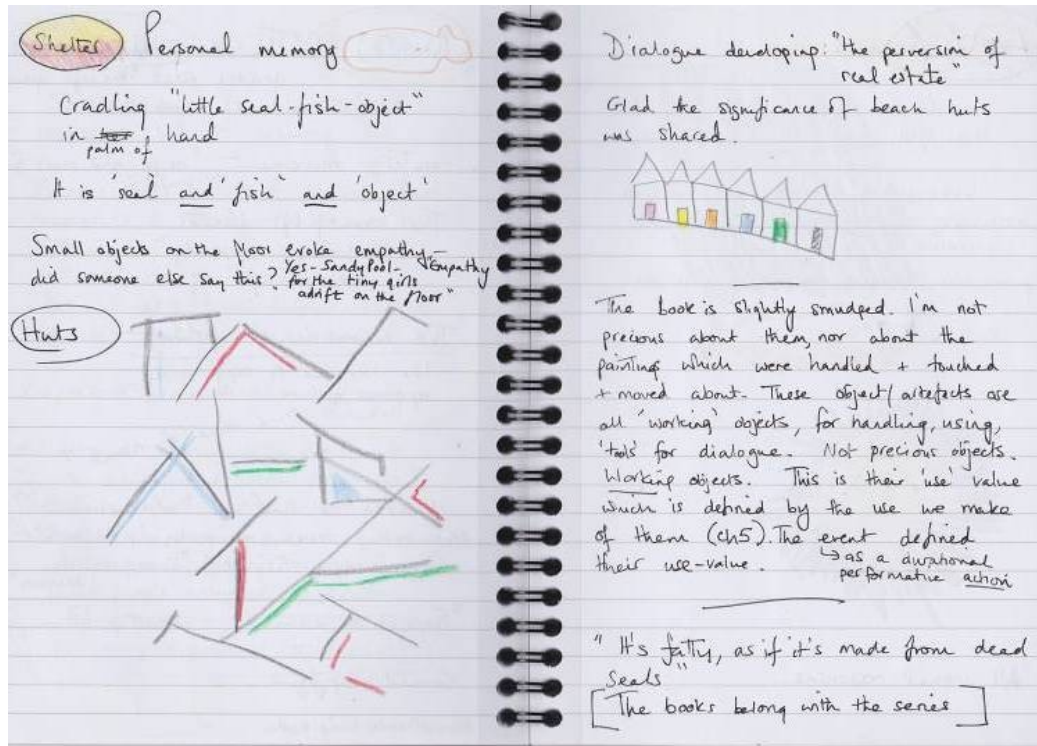 Shelter Personal memory
Cradling "little seal-fish-object"
in hand
palm of
It is 'seal' and 'fish' and 'object'
Small objects on the floor evoke empathy-
did someone else say this? Yes - Sandy Pool - "Empathy
for the tiny girls
adrift on the floor"
Huts
Dialogue developing: "the perversion of
real estate"
Glad the significance of beach huts
was shared.
The book is slightly smudged. I'm not
precious about them, nor about the
paintings which were handled + touched
+ moved about. These object/artefacts are
all 'working' objects, for handling, using,
'tools' for dialogue. Not precious objects.
Working objects. This is their 'use' value
which is defined by the use we make
of them (ch5). The event defined
their use-value. ↳ as a durational
performative action
"It's fatty, as if it's made from dead
seals"
[The books belong with the series]